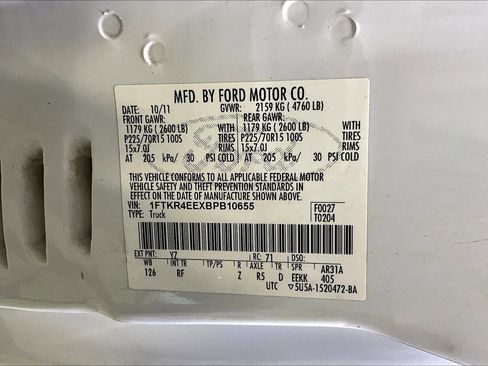 MFD. BY FORD MOTOR CO.
DATE: 10/11 GVWR: 2159 KG ( 4760 LB)
FRONT GAWR: REAR GAWR:
1179 KG ( 2600 LB) WITH 1179 KG ( 2600 LB) WITH
P225/70R15 100S TIRES P225/70R15 100S TIRES
15x7.0J RIMS 15x7.0J RIMS
AT 205 kPa/ 30 PSI COLD AT 205 kPa/ 30 PSI COLD
THIS VEHICLE CONFORMS TO ALL APPLICABLE FEDERAL MOTOR
VEHICLE SAFETY AND THEFT PREVENTION STANDARDS IN
EFFECT ON THE DATE OF MANUFACTURE SHOWN ABOVE.
VIN: 1FTKR4EEXBPB10655 F0027
TYPE: Truck T0204
EXT PNT: Y7 RC: 71 DSO:
WB INT TR TP/PS R AXLE TR SPR AR31A
126 RF Z R5 D EEKK 405
UTC 5U5A-1520472-BA